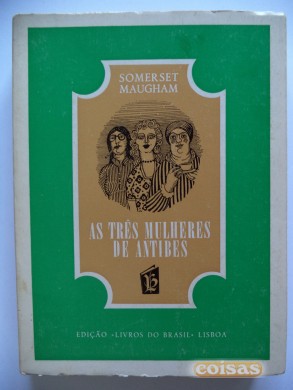 SOMERSET
MAUGHAM
AS TRÊS MULHERES
DE ANTIBES
EDIÇÃO «LIVROS DO BRASIL» LISBOA
coisas